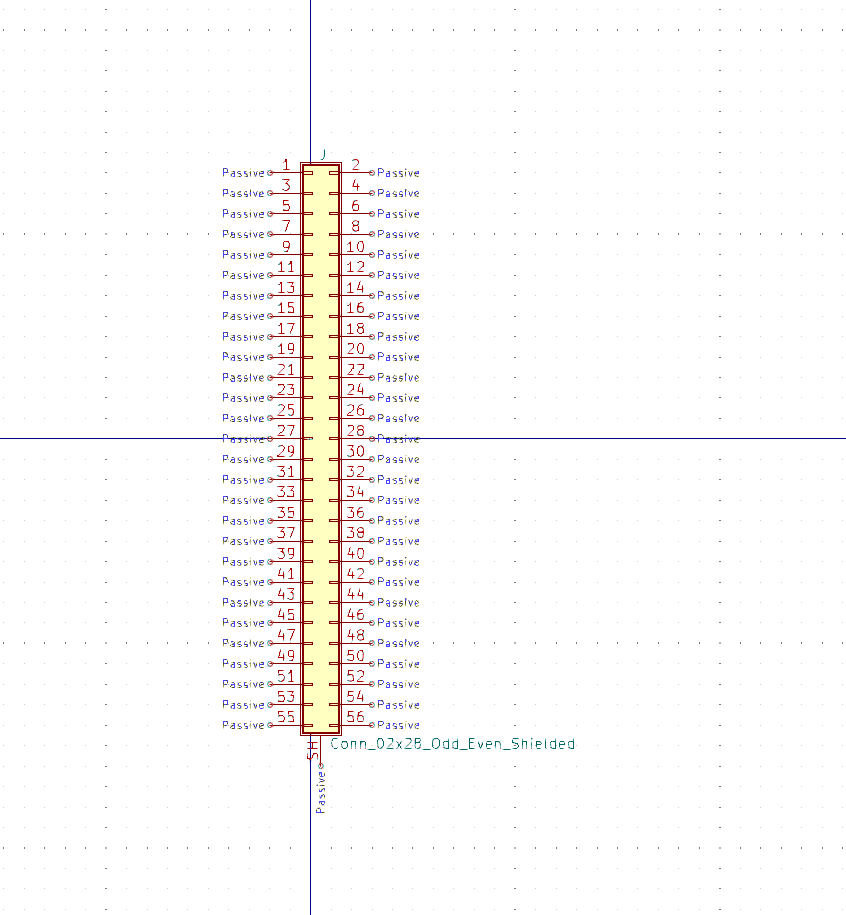 J
Passive 1 2 Passive
Passive 3 4 Passive
Passive 5 6 Passive
Passive 7 8 Passive
Passive 9 10 Passive
Passive 11 12 Passive
Passive 13 14 Passive
Passive 15 16 Passive
Passive 17 18 Passive
Passive 19 20 Passive
Passive 21 22 Passive
Passive 23 24 Passive
Passive 25 26 Passive
Passive 27 28 Passive
Passive 29 30 Passive
Passive 31 32 Passive
Passive 33 34 Passive
Passive 35 36 Passive
Passive 37 38 Passive
Passive 39 40 Passive
Passive 41 42 Passive
Passive 43 44 Passive
Passive 45 46 Passive
Passive 47 48 Passive
Passive 49 50 Passive
Passive 51 52 Passive
Passive 53 54 Passive
Passive 55 56 Passive
SH Conn_02x28_Odd_Even_Shielded
Passive